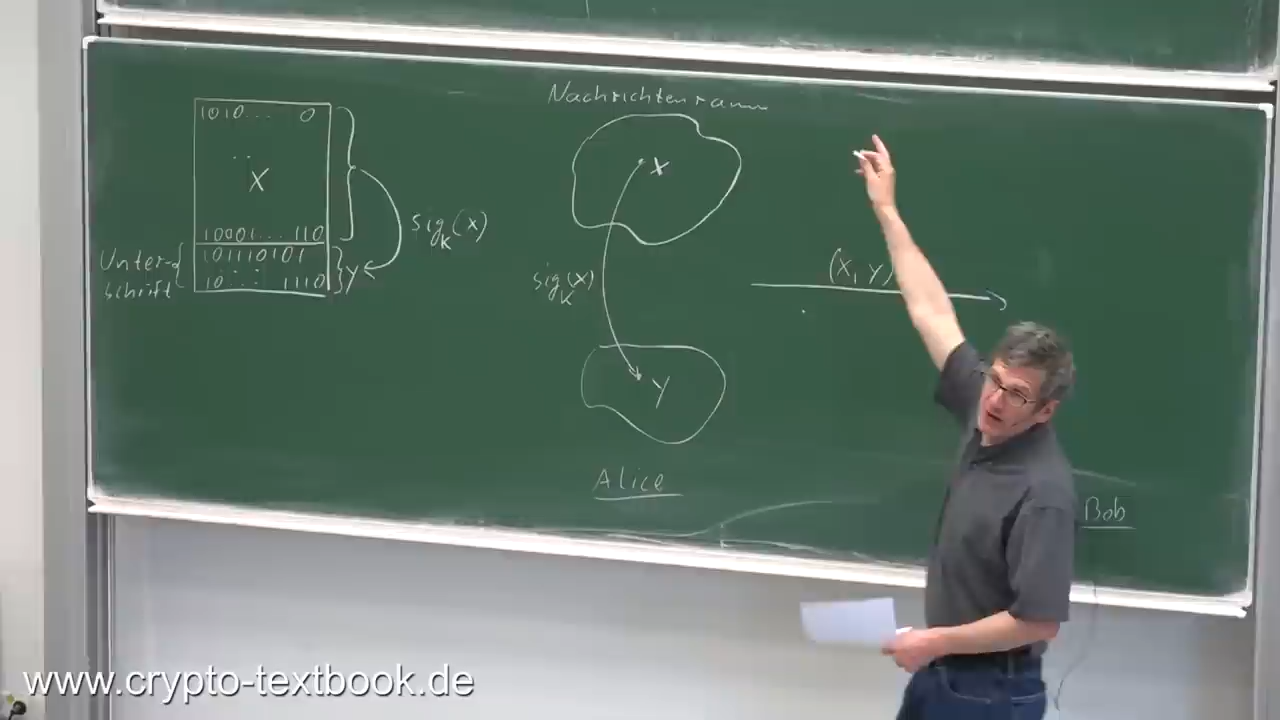 Nachrichtenraum
1010... 0
X
10001... 110
Unter-
schrift
101110101
10 ... 1110
Y
sig_K(x)
X
sig_K(x)
Y
(X, Y)
Alice
Bob
www.crypto-textbook.de